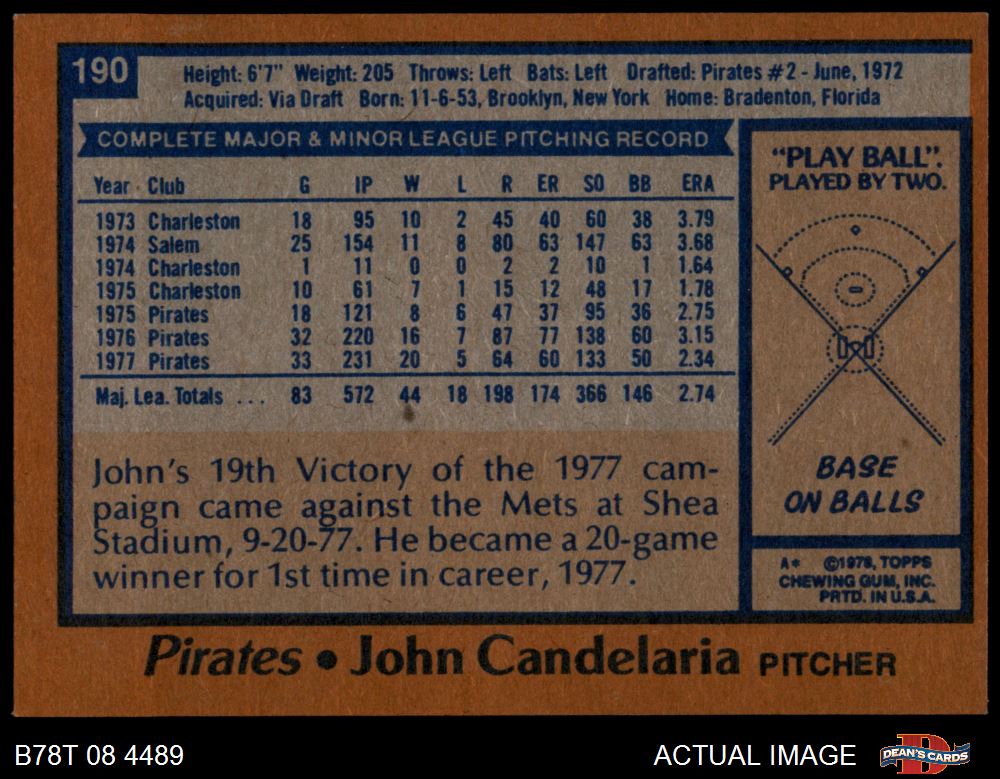 190
Height: 6'7" Weight: 205 Throws: Left Bats: Left Drafted: Pirates #2 - June, 1972
Acquired: Via Draft Born: 11-6-53, Brooklyn, New York Home: Bradenton, Florida
COMPLETE MAJOR & MINOR LEAGUE PITCHING RECORD
Year Club G IP W L R ER SO BB ERA
1973 Charleston 18 95 10 2 45 40 60 38 3.79
1974 Salem 25 154 11 8 80 63 147 63 3.68
1974 Charleston 1 11 0 0 2 2 10 1 1.64
1975 Charleston 10 61 7 1 15 12 48 17 1.78
1975 Pirates 18 121 8 6 47 37 95 36 2.75
1976 Pirates 32 220 16 7 87 77 138 60 3.15
1977 Pirates 33 231 20 5 64 60 133 50 2.34
Maj. Lea. Totals ... 83 572 44 18 198 174 366 146 2.74
John's 19th Victory of the 1977 cam-
paign came against the Mets at Shea
Stadium, 9-20-77. He became a 20-game
winner for 1st time in career, 1977.
"PLAY BALL".
PLAYED BY TWO.
BASE
ON BALLS
A* ©1978, TOPPS
CHEWING GUM, INC.
PRTD. IN U.S.A.
Pirates • John Candelaria PITCHER
B78T 08 4489
ACTUAL IMAGE
DEAN'S CARDS